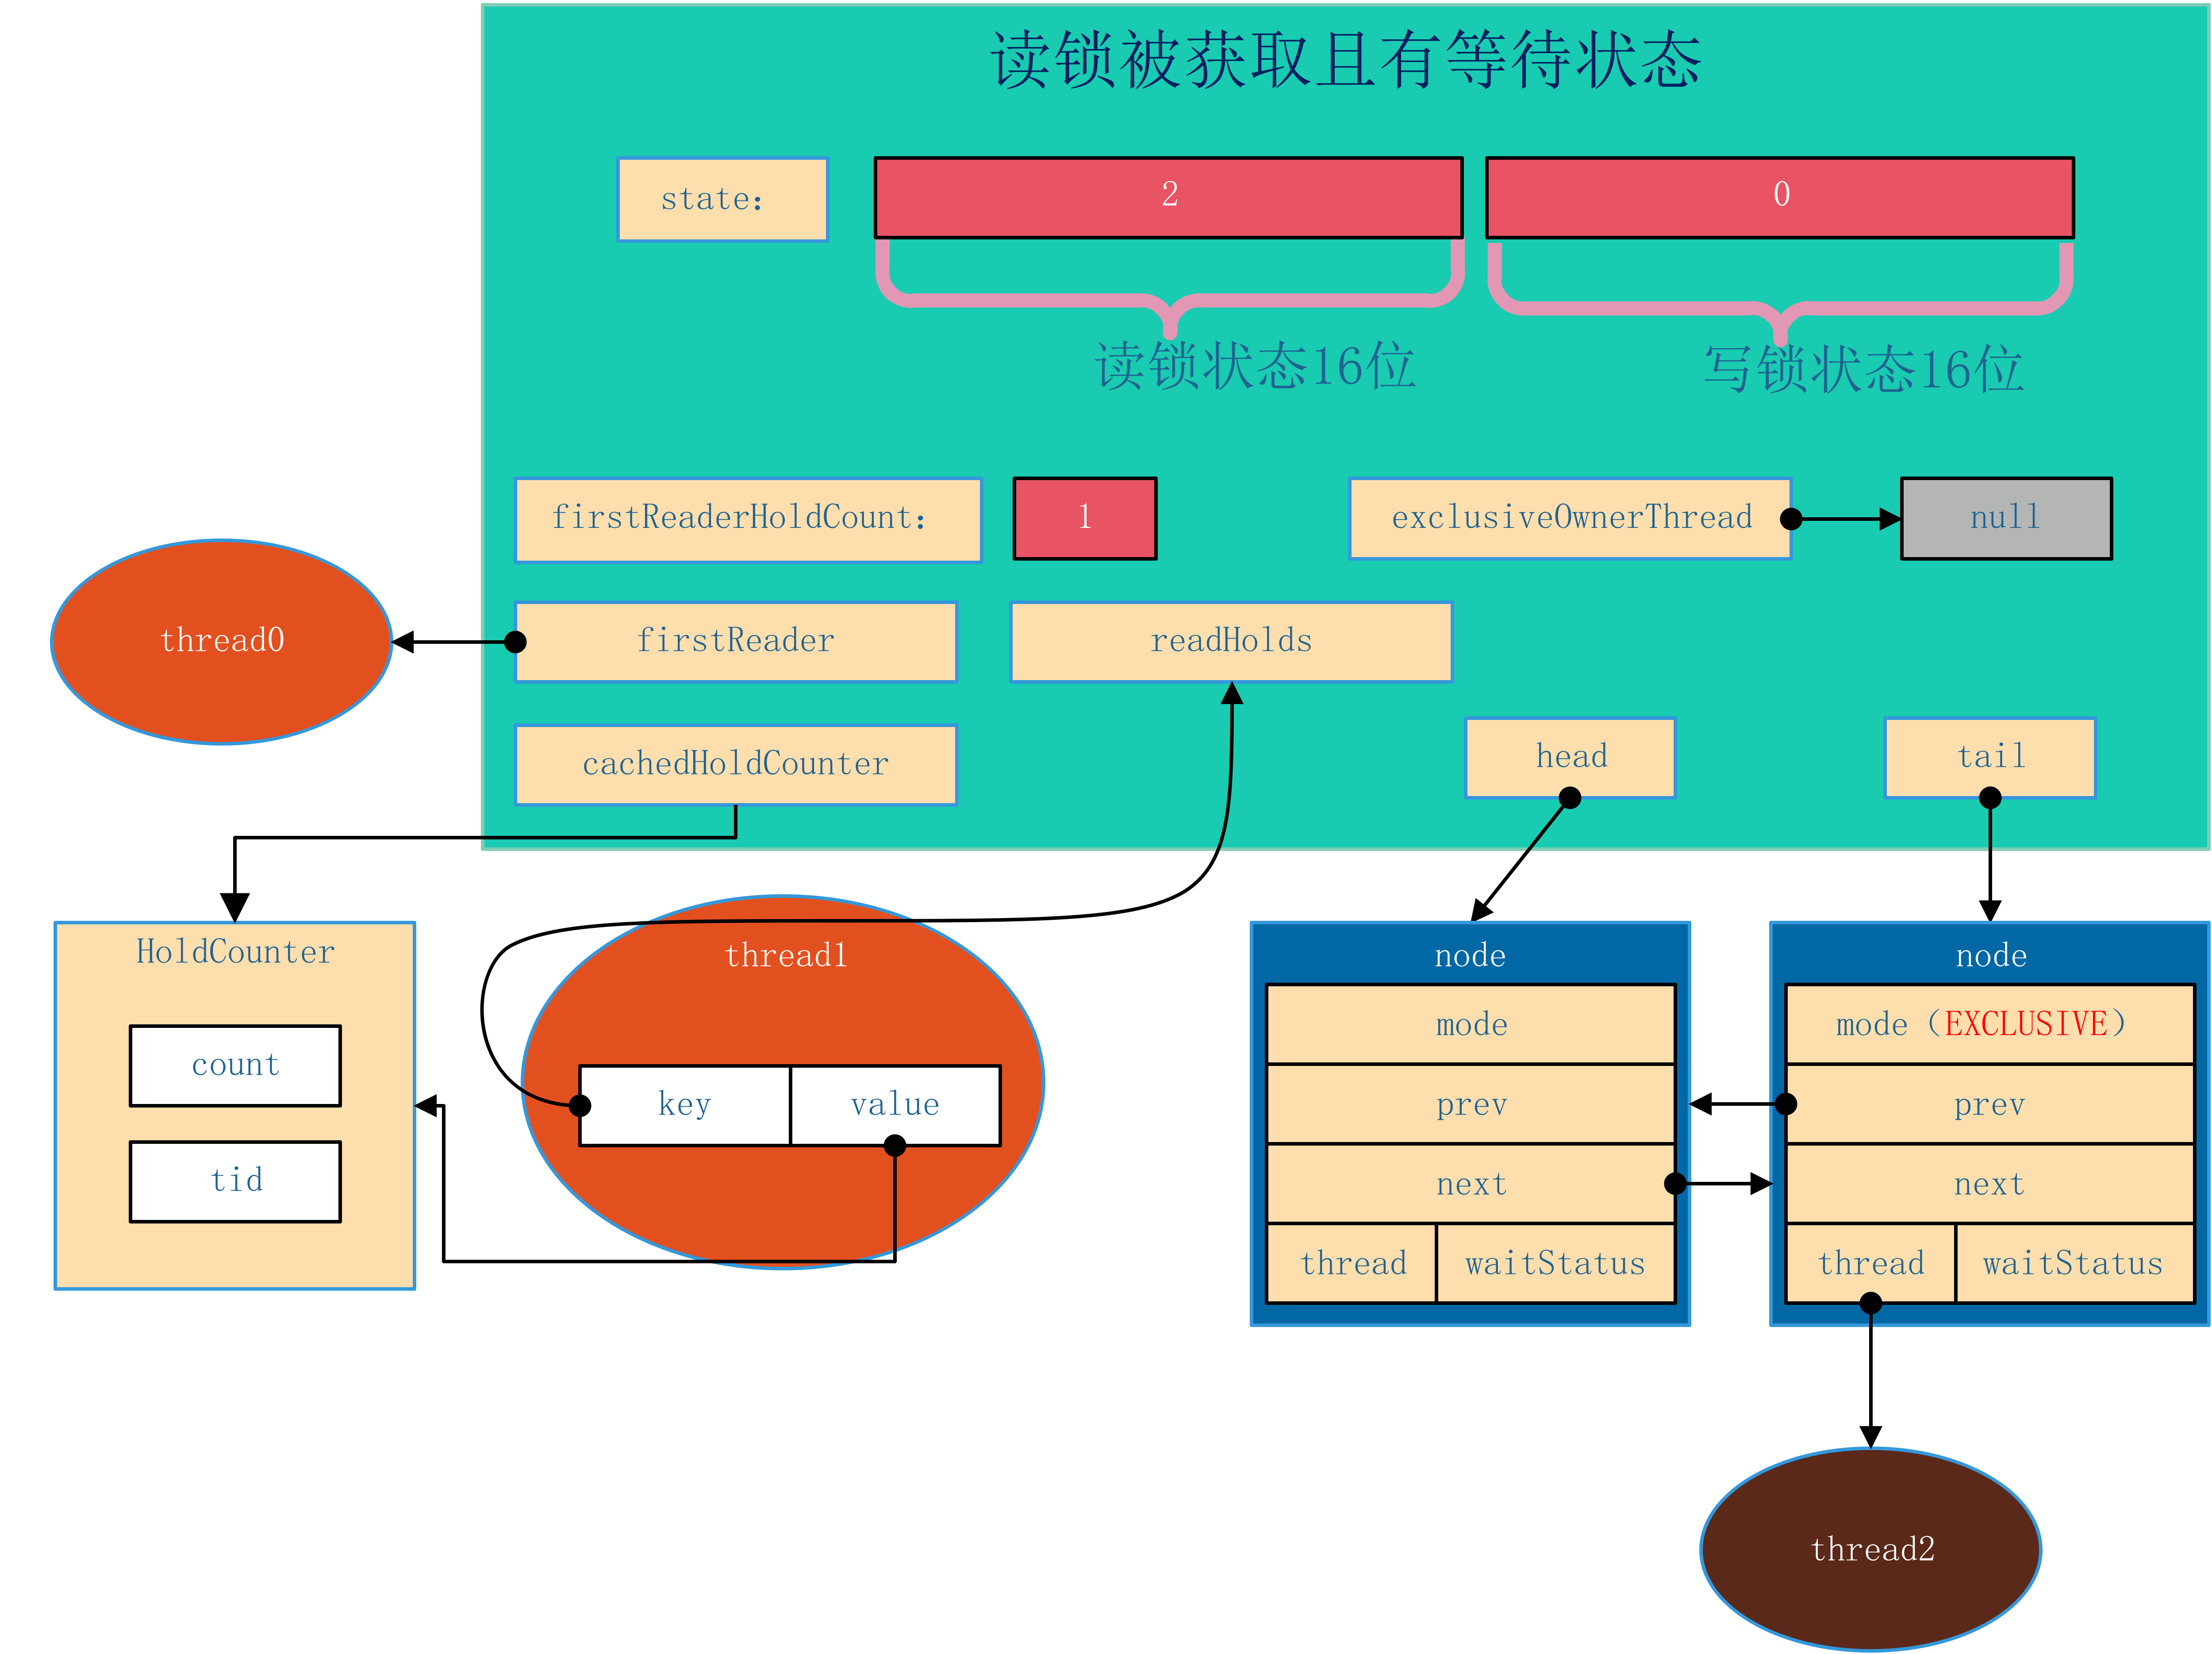 读锁被获取且有等待状态
state：
2
0
读锁状态16位
写锁状态16位
firstReaderHoldCount：
1
exclusiveOwnerThread
null
thread0
firstReader
readHolds
cachedHoldCounter
head
tail
HoldCounter
count
tid
thread1
key
value
node
mode
prev
next
thread
waitStatus
node
mode（EXCLUSIVE）
prev
next
thread
waitStatus
thread2